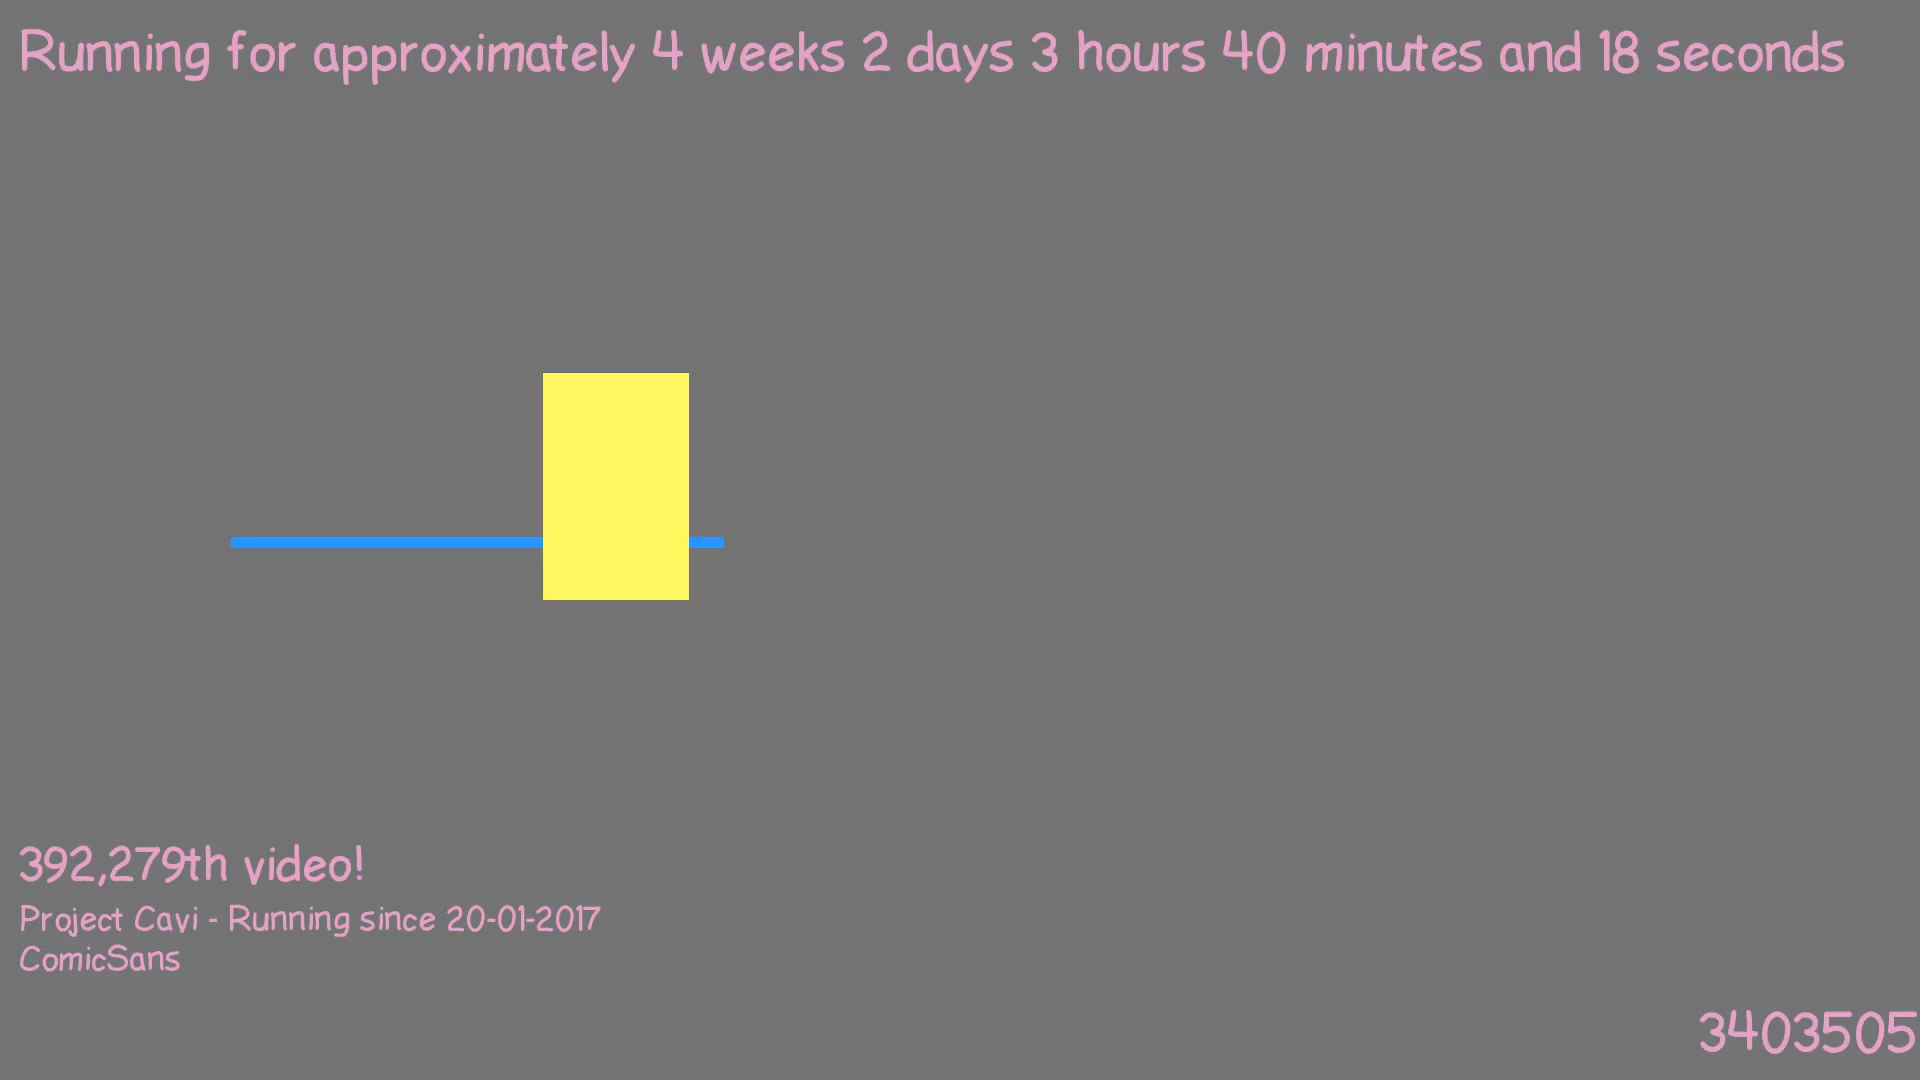 Running for approximately 4 weeks 2 days 3 hours 40 minutes and 18 seconds
392,279th video!
Project Cavi - Running since 20-01-2017
ComicSans
3403505